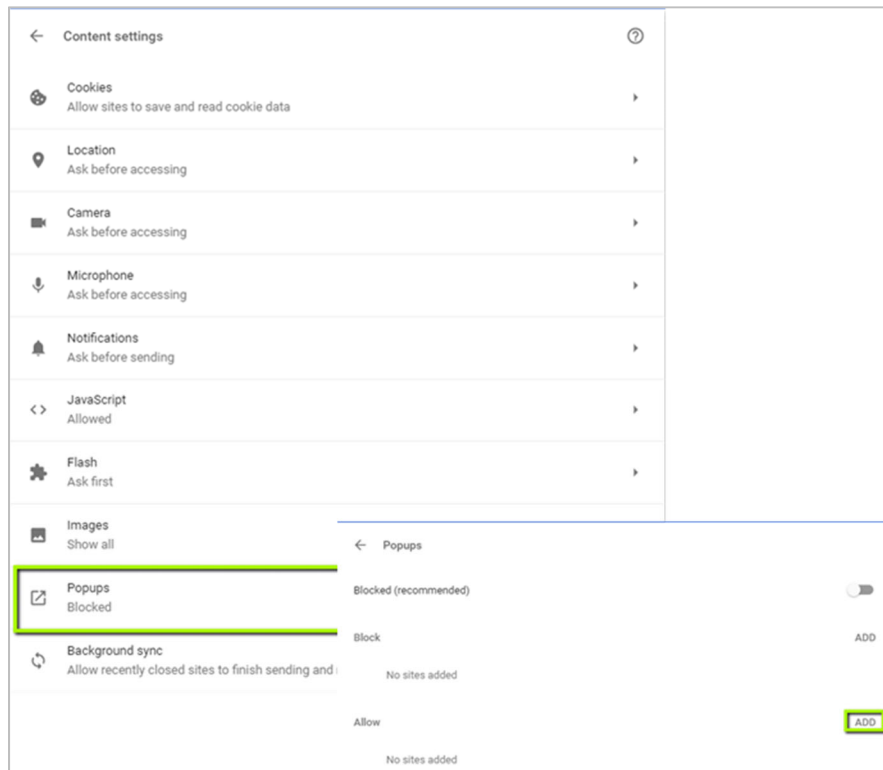 Content settings
Cookies
Allow sites to save and read cookie data
Location
Ask before accessing
Camera
Ask before accessing
Microphone
Ask before accessing
Notifications
Ask before sending
JavaScript
Allowed
Flash
Ask first
Images
Show all
Popups
Blocked
Background sync
Allow recently closed sites to finish sending and
Popups
Blocked (recommended)
Block ADD
No sites added
Allow ADD
No sites added